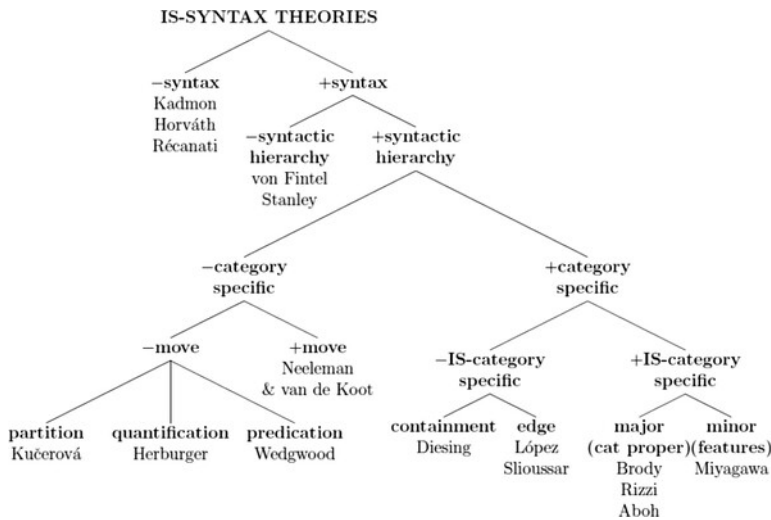 IS-SYNTAX THEORIES
−syntax
Kadmon
Horváth
Récanati
+syntax
−syntactic
hierarchy
von Fintel
Stanley
+syntactic
hierarchy
−category
specific
+category
specific
−move
+move
Neeleman
& van de Koot
−IS-category
specific
+IS-category
specific
partition
Kučerová
quantification
Herburger
predication
Wedgwood
containment
Diesing
edge
López
Slioussar
major
(cat proper)
Brody
Rizzi
Aboh
minor
(features)
Miyagawa